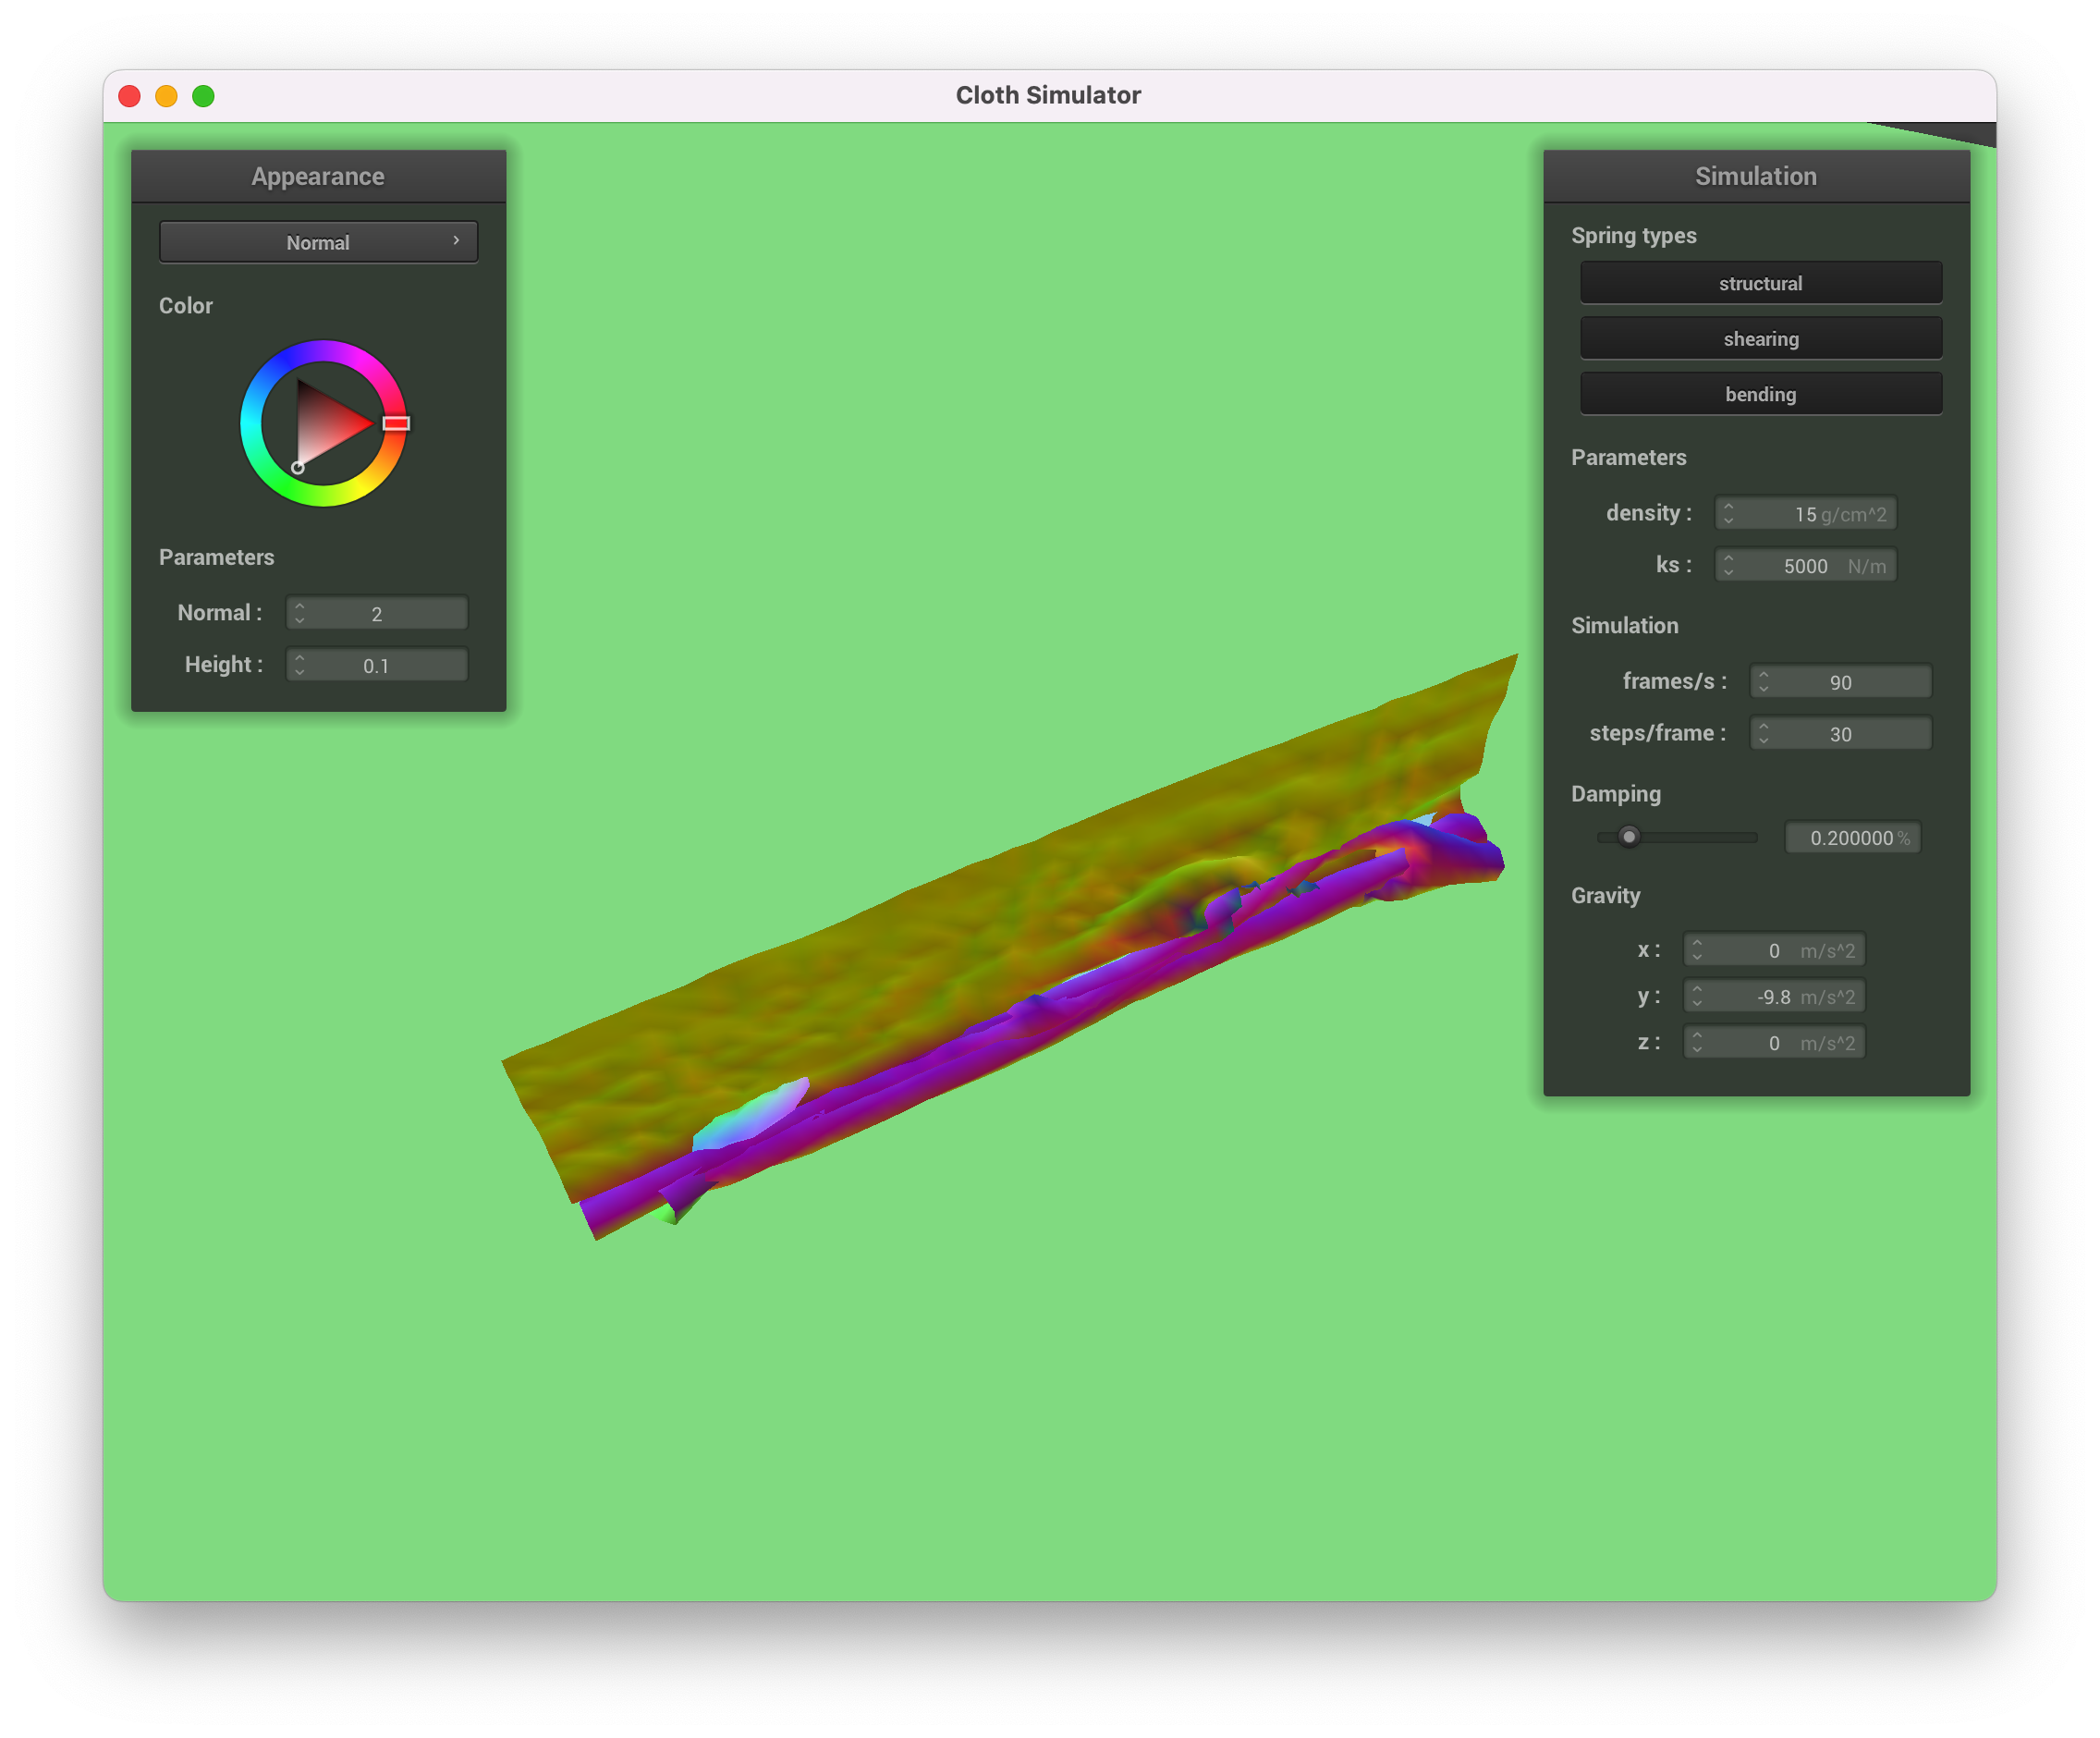 Cloth Simulator
Appearance
Normal
Color
Parameters
Normal : 2
Height : 0.1
Simulation
Spring types
structural
shearing
bending
Parameters
density : 15 g/cm^2
ks : 5000 N/m
Simulation
frames/s : 90
steps/frame : 30
Damping
0.200000 %
Gravity
x : 0 m/s^2
y : -9.8 m/s^2
z : 0 m/s^2